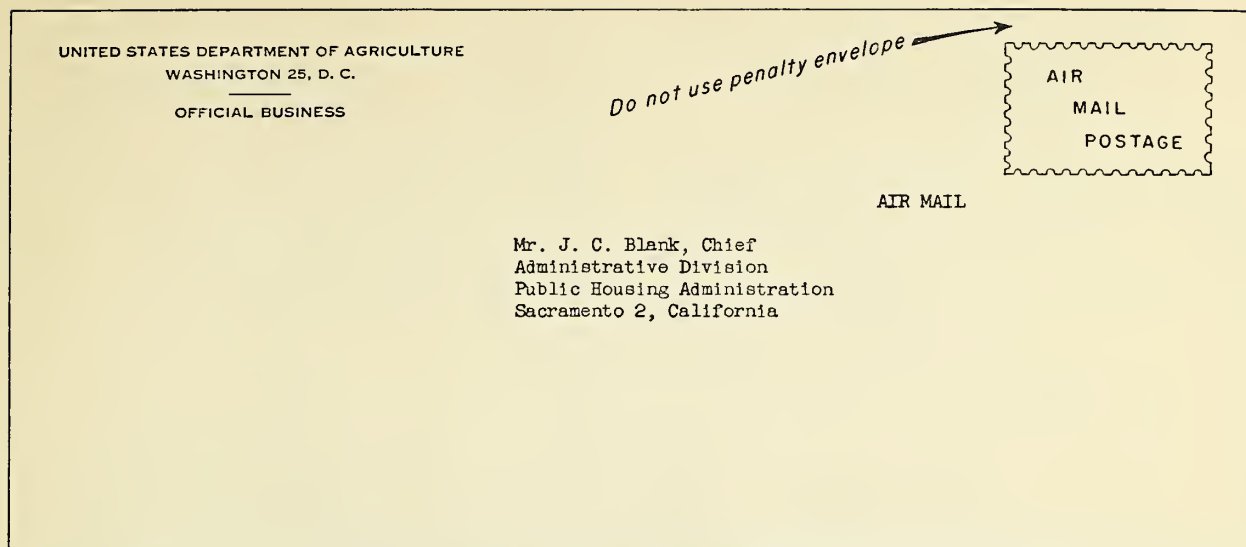 UNITED STATES DEPARTMENT OF AGRICULTURE
WASHINGTON 25, D. C.
OFFICIAL BUSINESS
Do not use penalty envelope
AIR
MAIL
POSTAGE
AIR MAIL
Mr. J. C. Blank, Chief
Administrative Division
Public Housing Administration
Sacramento 2, California